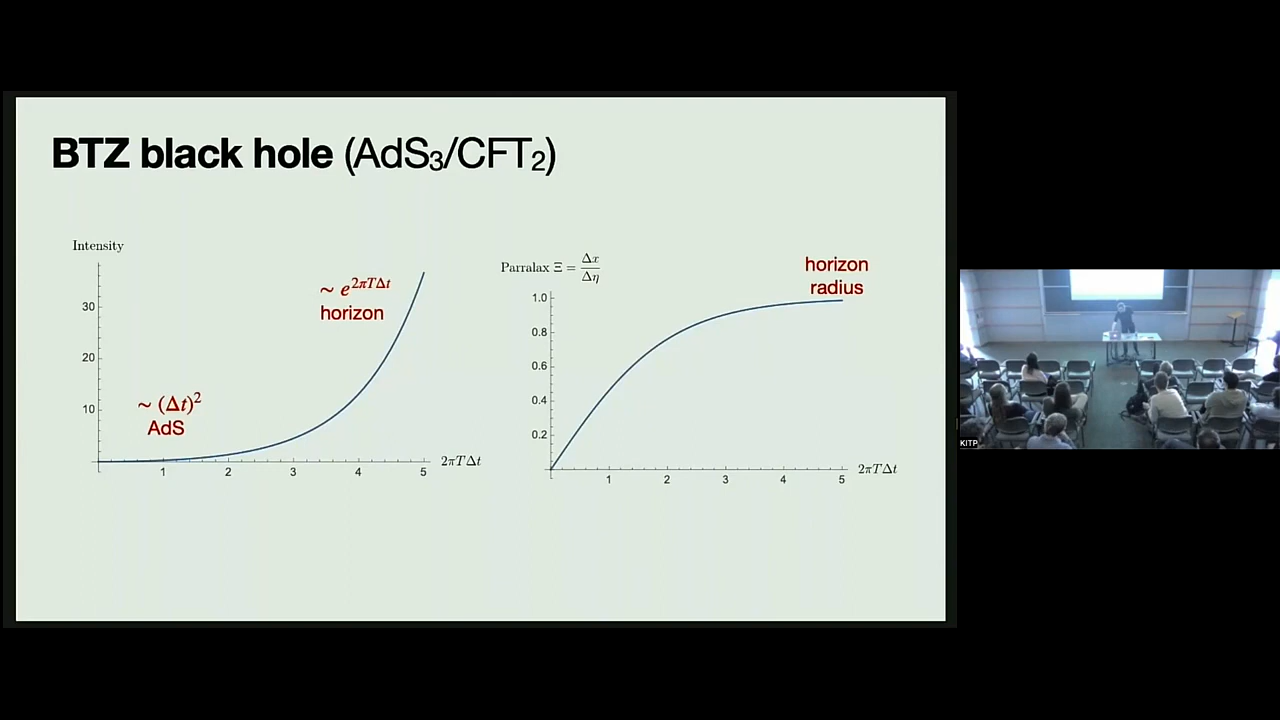 BTZ black hole (AdS₃/CFT₂)
Intensity
30
20
10
~ (Δt)²
AdS
~ e^{2πTΔt}
horizon
1 2 3 4 5
2πTΔt
Parralax Ξ = Δx/Δη
1.0
0.8
0.6
0.4
0.2
horizon
radius
1 2 3 4 5
2πTΔt
KITP